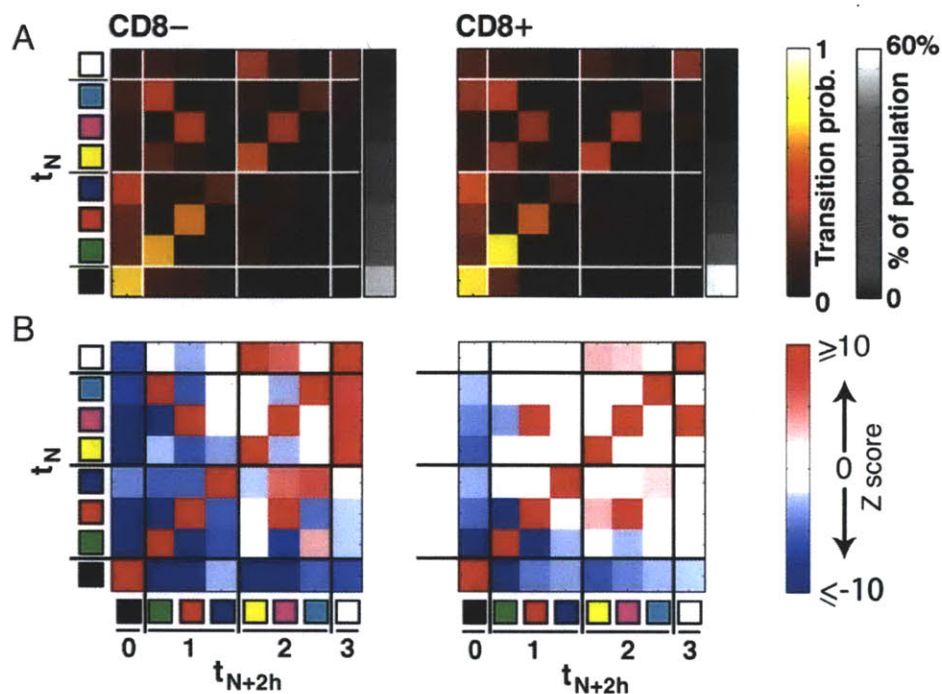 A
CD8−
CD8+
t_N
1
Transition prob.
0
60%
% of population
0
B
t_N
≥10
0
Z score
≤-10
0 1 2 3
t_N+2h
0 1 2 3
t_N+2h